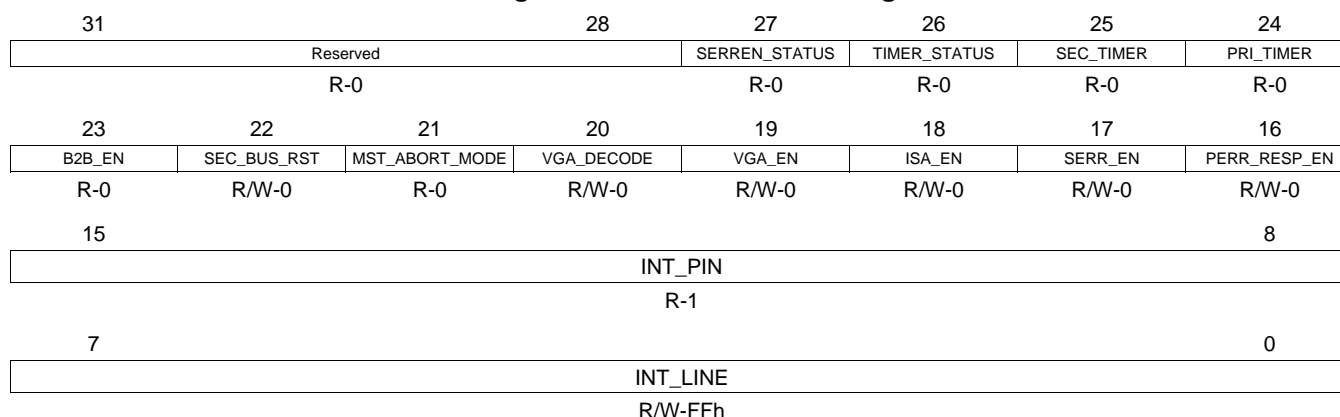 31 28 27 26 25 24
Reserved SERREN_STATUS TIMER_STATUS SEC_TIMER PRI_TIMER
R-0 R-0 R-0 R-0 R-0
23 22 21 20 19 18 17 16
B2B_EN SEC_BUS_RST MST_ABORT_MODE VGA_DECODE VGA_EN ISA_EN SERR_EN PERR_RESP_EN
R-0 R/W-0 R-0 R/W-0 R/W-0 R/W-0 R/W-0 R/W-0
15 8
INT_PIN
R-1
7 0
INT_LINE
R/W-FFh